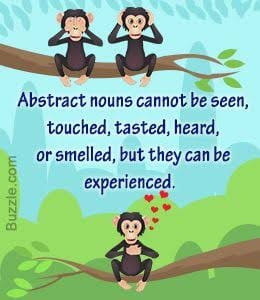 Abstract nouns cannot be seen,
touched, tasted, heard,
or smelled, but they can be
experienced.
Buzzle.com